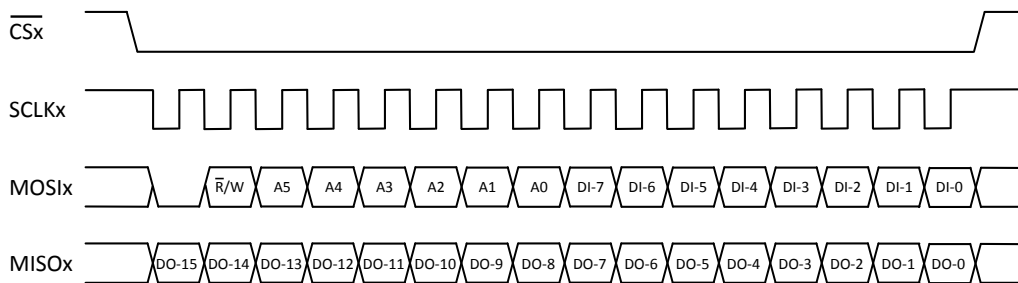 C̅S̅x̅
SCLKx
MOSIx R̅/W A5 A4 A3 A2 A1 A0 DI-7 DI-6 DI-5 DI-4 DI-3 DI-2 DI-1 DI-0
MISOx DO-15 DO-14 DO-13 DO-12 DO-11 DO-10 DO-9 DO-8 DO-7 DO-6 DO-5 DO-4 DO-3 DO-2 DO-1 DO-0